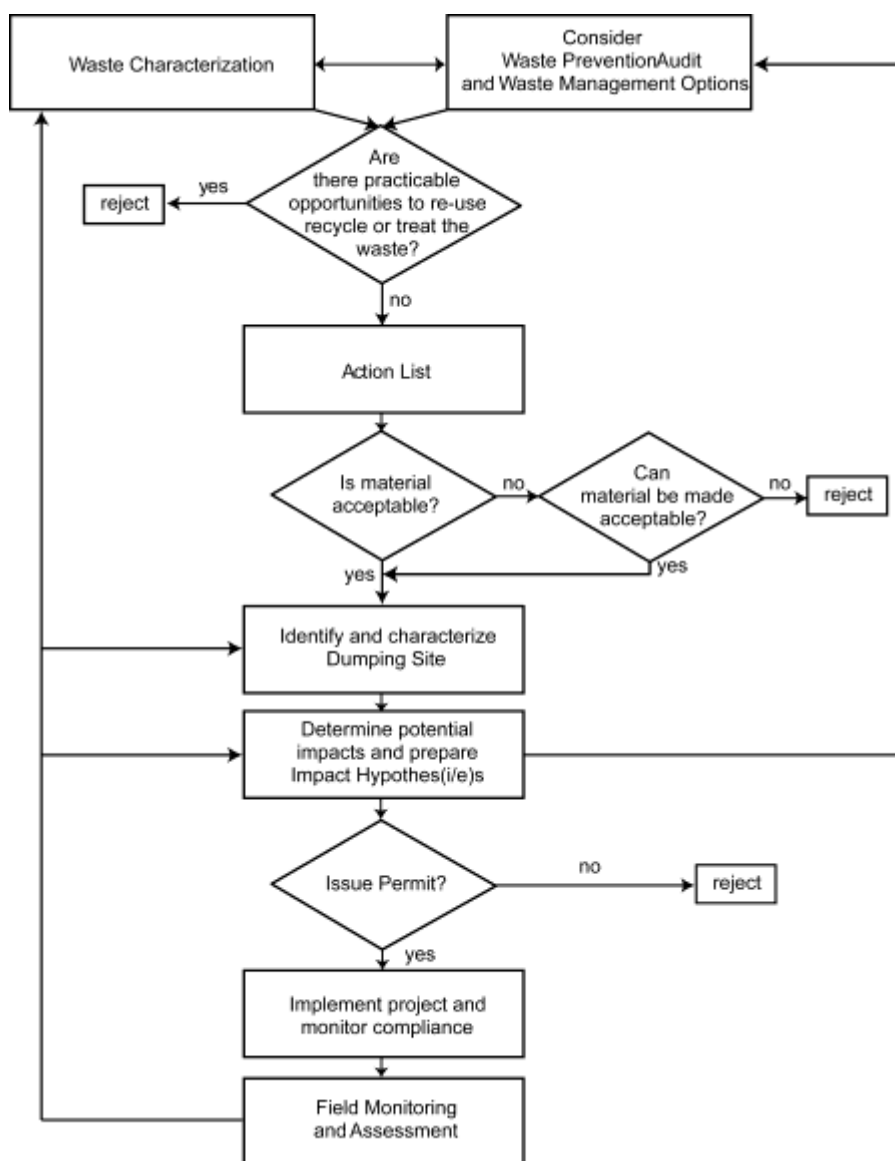 Waste Characterization
Consider
Waste PreventionAudit
and Waste Management Options
Are
there practicable
opportunities to re-use
recycle or treat the
waste?
yes
reject
no
Action List
Is material
acceptable?
no
Can
material be made
acceptable?
no
reject
yes
yes
Identify and characterize
Dumping Site
Determine potential
impacts and prepare
Impact Hypothes(i/e)s
Issue Permit?
no
reject
yes
Implement project and
monitor compliance
Field Monitoring
and Assessment